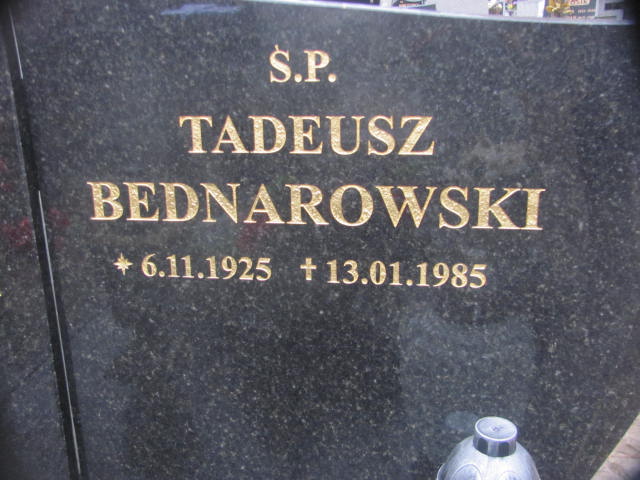 Ś.P.
TADEUSZ
BEDNAROWSKI
* 6.11.1925 † 13.01.1985